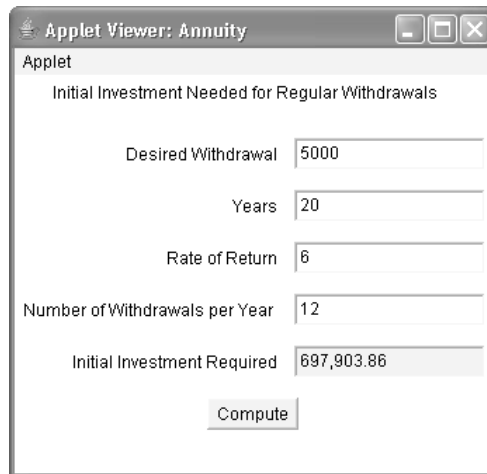 Applet Viewer: Annuity
Applet
Initial Investment Needed for Regular Withdrawals
Desired Withdrawal 5000
Years 20
Rate of Return 6
Number of Withdrawals per Year 12
Initial Investment Required 697,903.86
Compute